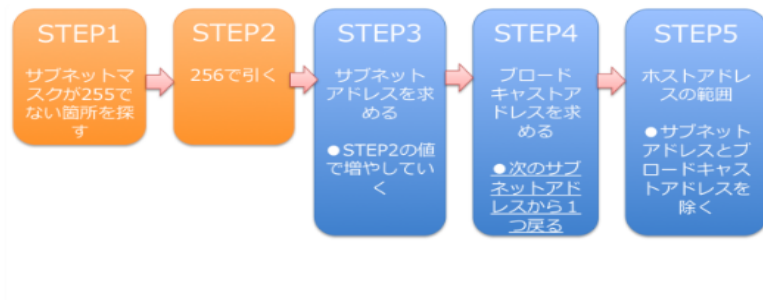 STEP1
サブネットマ
スクが255で
ない箇所を探
す
STEP2
256で引く
STEP3
サブネット
アドレスを求
める
●STEP2の値
で増やしてい
く
STEP4
ブロード
キャストア
ドレスを求
める
●次のサブ
ネットアド
レスから１
つ戻る
STEP5
ホストアドレ
スの範囲
●サブネット
アドレスとブ
ロードキャス
トアドレスを
除く